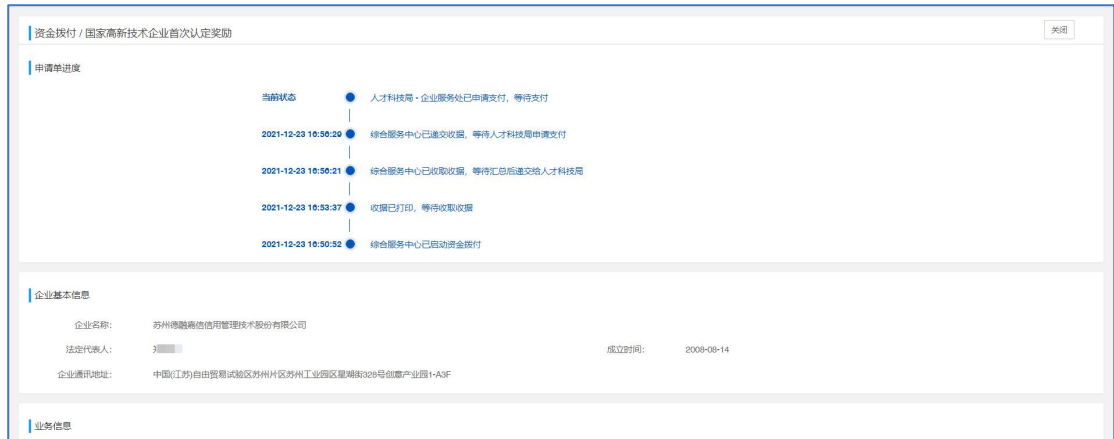 资金拨付 / 国家高新技术企业首次认定奖励
关闭
申请单进度
当前状态 人才科技局 • 企业服务处已申请支付，等待支付
2021-12-23 16:56:29 综合服务中心已递交收据，等待人才科技局申请支付
2021-12-23 16:56:21 综合服务中心已收取收据，等待汇总后递交给人才科技局
2021-12-23 16:53:37 收据已打印，等待收取收据
2021-12-23 16:50:52 综合服务中心已启动资金拨付
企业基本信息
企业名称： 苏州德融嘉信信用管理技术股份有限公司
法定代表人： 成立时间： 2008-08-14
企业通讯地址： 中国(江苏)自由贸易试验区苏州片区苏州工业园区星湖街328号创意产业园1-A3F
业务信息